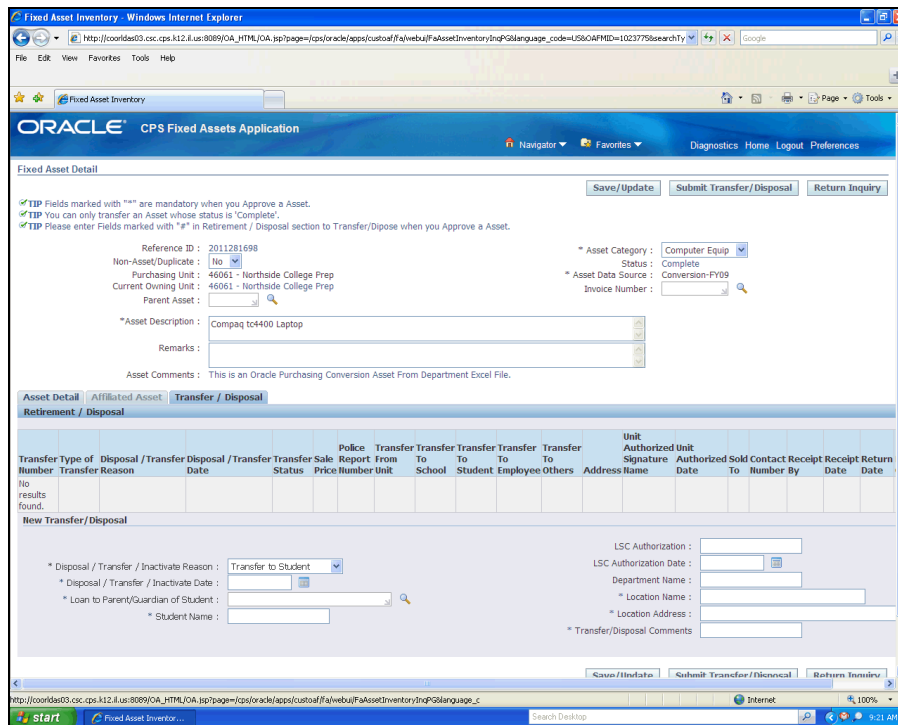 Fixed Asset Inventory - Windows Internet Explorer
http://coorldas03.csc.cps.k12.il.us:8089/OA_HTML/OA.jsp?page=/cps/oracle/apps/custoaf/fa/webui/FaAssetInventoryInqPG&language_code=US&OAFMID=1023775&searchTy
Google
File Edit View Favorites Tools Help
Fixed Asset Inventory
Page Tools
ORACLE CPS Fixed Assets Application
Navigator Favorites Diagnostics Home Logout Preferences
Fixed Asset Detail
Save/Update Submit Transfer/Disposal Return Inquiry
TIP Fields marked with "*" are mandatory when you Approve a Asset.
TIP You can only transfer an Asset whose status is 'Complete'.
TIP Please enter Fields marked with "#" in Retirement / Disposal section to Transfer/Dipose when you Approve a Asset.
Reference ID : 2011281698
Non-Asset/Duplicate : No
Purchasing Unit : 46061 - Northside College Prep
Current Owning Unit : 46061 - Northside College Prep
Parent Asset :
* Asset Category : Computer Equip
Status : Complete
* Asset Data Source : Conversion-FY09
Invoice Number :
*Asset Description : Compaq tc4400 Laptop
Remarks :
Asset Comments : This is an Oracle Purchasing Conversion Asset From Department Excel File.
Asset Detail Affiliated Asset Transfer / Disposal
Retirement / Disposal
Transfer Number
Type of Transfer
Disposal /Transfer Reason
Disposal /Transfer Date
Transfer Status
Sale Price
Police Report Number
Transfer From Unit
Transfer To School
Transfer To Student
Transfer To Employee
Transfer To Others
Address
Unit Authorized Signature Name
Unit Authorized Date
Sold To
Contact Number
Receipt By
Receipt Date
Return Date
No results found.
New Transfer/Disposal
* Disposal / Transfer / Inactivate Reason : Transfer to Student
* Disposal / Transfer / Inactivate Date :
* Loan to Parent/Guardian of Student :
* Student Name :
LSC Authorization :
LSC Authorization Date :
Department Name :
* Location Name :
* Location Address :
* Transfer/Disposal Comments
Save/Update Submit Transfer/Disposal Return Inquiry
http://coorldas03.csc.cps.k12.il.us:8089/OA_HTML/OA.jsp?page=/cps/oracle/apps/custoaf/fa/webui/FaAssetInventoryInqPG&language_c
Internet 100%
start Fixed Asset Inventor... Search Desktop 9:21 AM